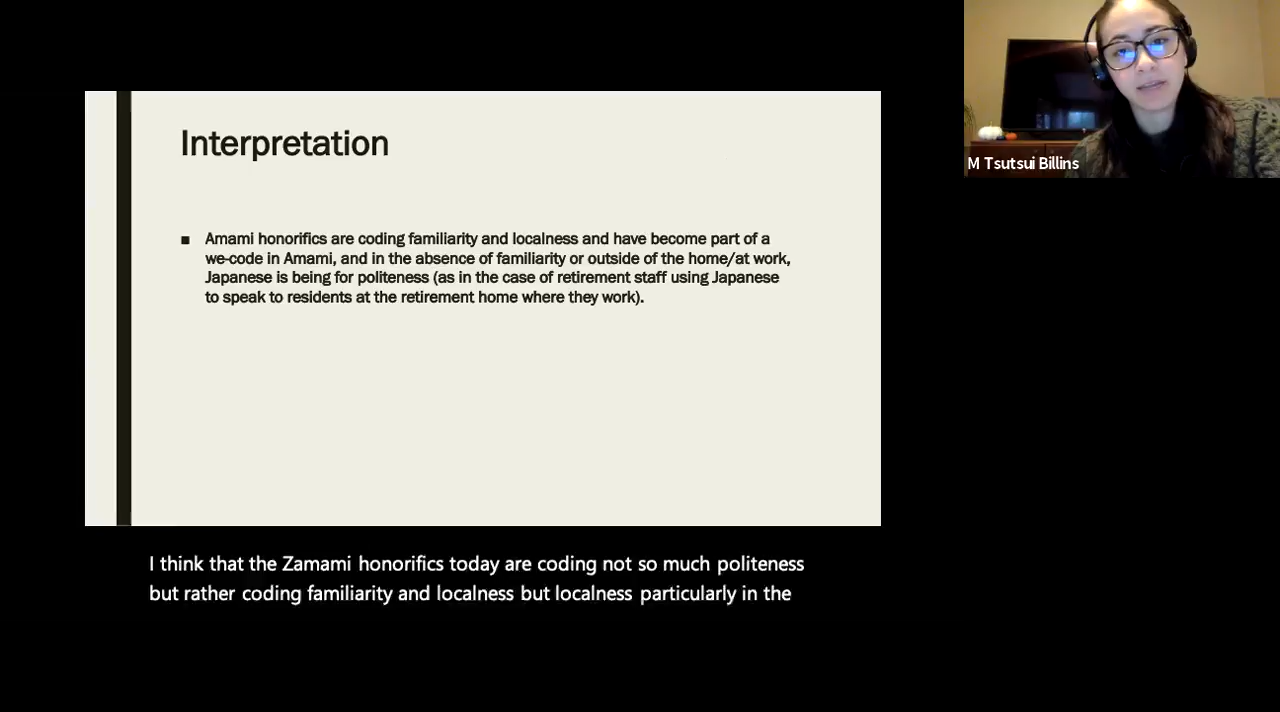 Interpretation
■ Amami honorifics are coding familiarity and localness and have become part of a
we-code in Amami, and in the absence of familiarity or outside of the home/at work,
Japanese is being for politeness (as in the case of retirement staff using Japanese
to speak to residents at the retirement home where they work).
M Tsutsui Billins
I think that the Zamami honorifics today are coding not so much politeness
but rather coding familiarity and localness but localness particularly in the